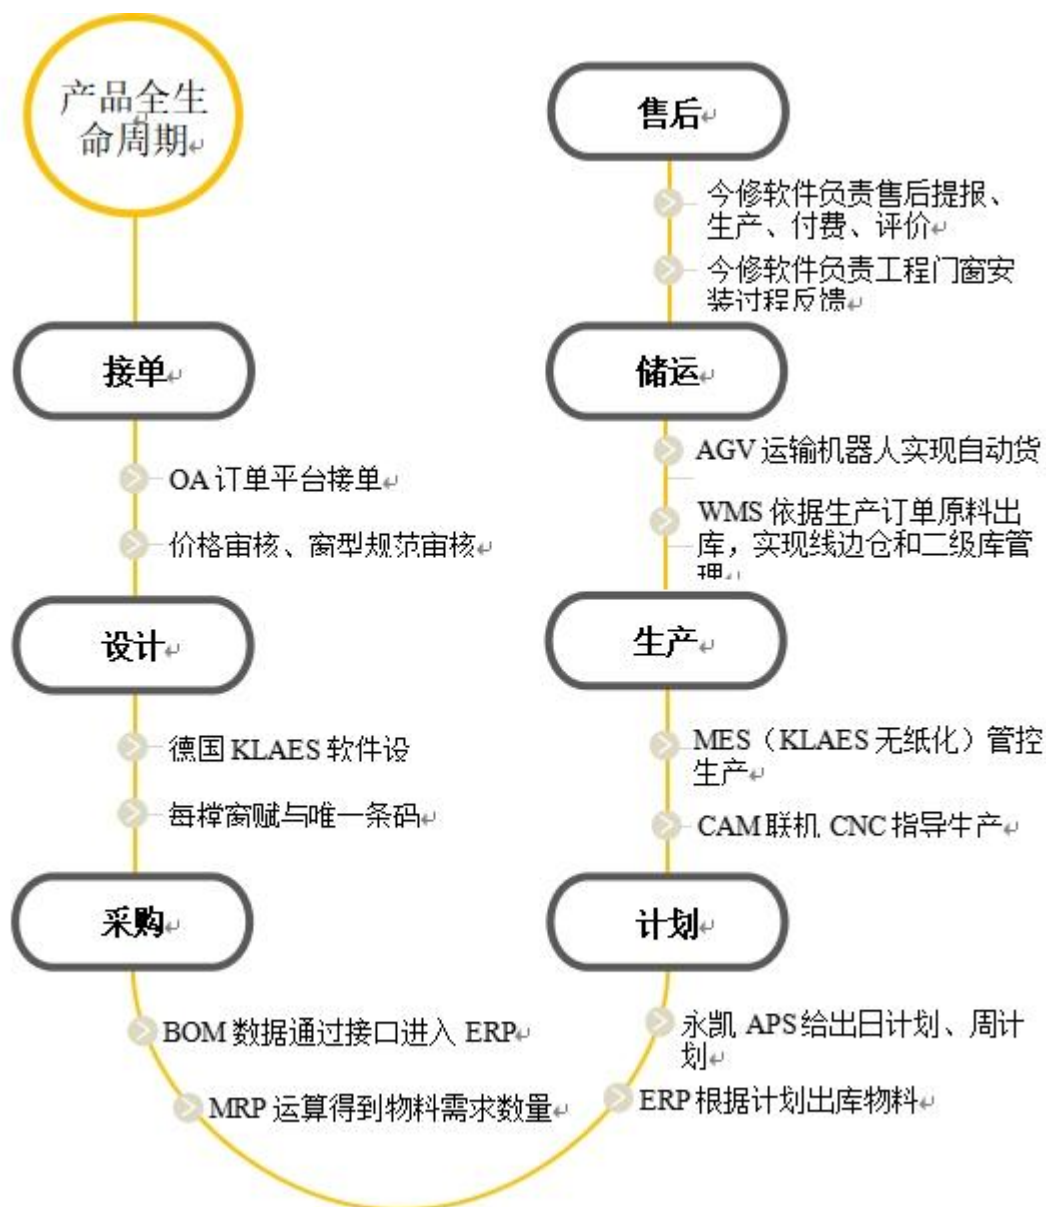 产品全生
命周期
接单
OA 订单平台接单
价格审核、窗型规范审核
设计
德国 KLAES 软件设
每樘窗赋与唯一条码
采购
BOM 数据通过接口进入 ERP
MRP 运算得到物料需求数量
售后
今修软件负责售后提报、
生产、付费、评价
今修软件负责工程门窗安
装过程反馈
储运
AGV 运输机器人实现自动货
WMS 依据生产订单原料出
库，实现线边仓和二级库管
理
生产
MES（KLAES 无纸化）管控
生产
CAM 联机 CNC 指导生产
计划
永凯 APS 给出日计划、周计
划
ERP 根据计划出库物料